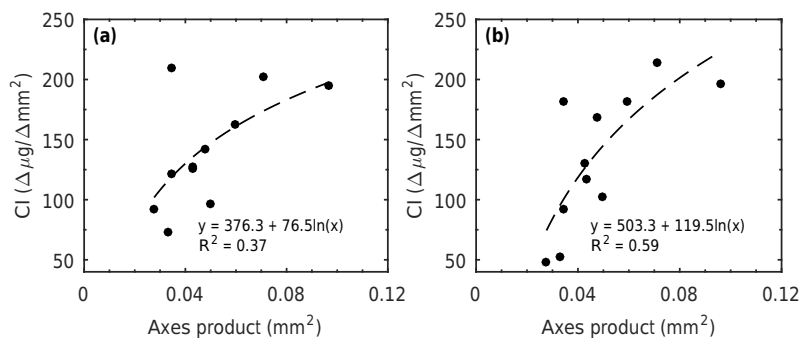 (a)
250
200
150
100
50
CI (Δ μg/Δmm²)
y = 376.3 + 76.5ln(x)
R² = 0.37
0 0.04 0.08 0.12
Axes product (mm²)
(b)
250
200
150
100
50
CI (Δ μg/Δmm²)
y = 503.3 + 119.5ln(x)
R² = 0.59
0 0.04 0.08 0.12
Axes product (mm²)